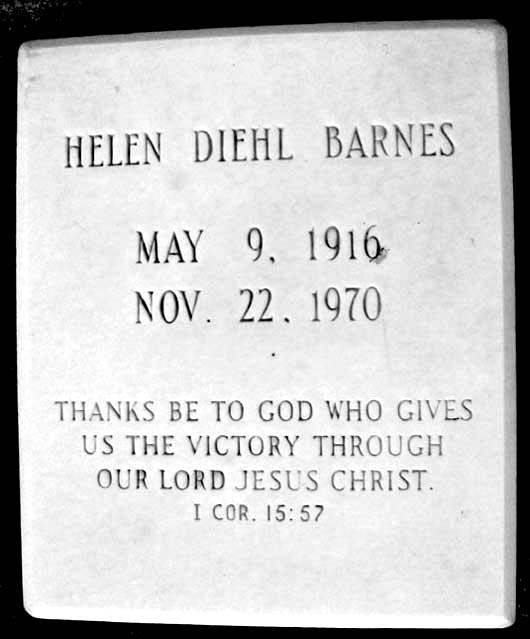 HELEN DIEHL BARNES
MAY 9, 1916
NOV. 22, 1970
THANKS BE TO GOD WHO GIVES
US THE VICTORY THROUGH
OUR LORD JESUS CHRIST.
I COR. 15:57